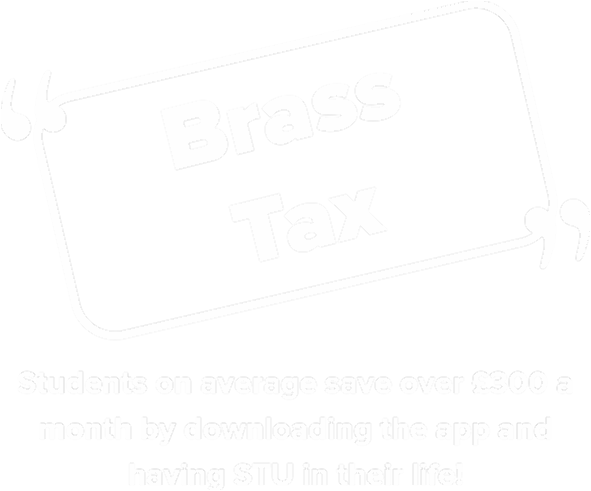 Brass
Tax
Students on average save over £300 a
month by downloading the app and
having STU in their life!